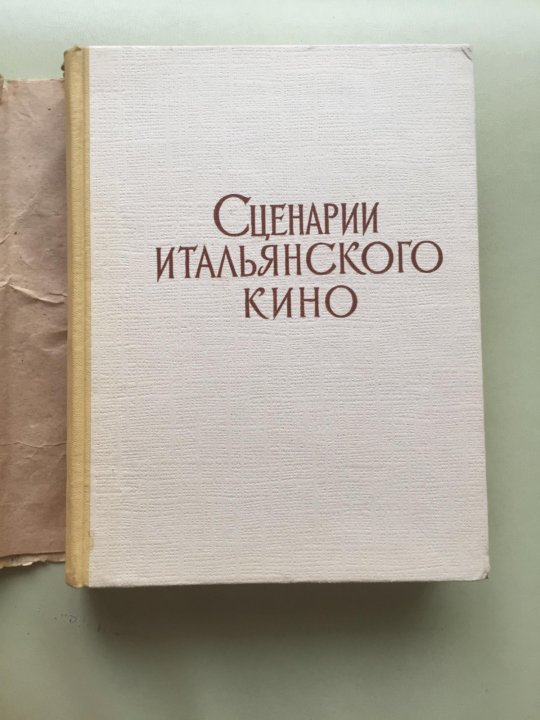 Сценарии
итальянского
кино